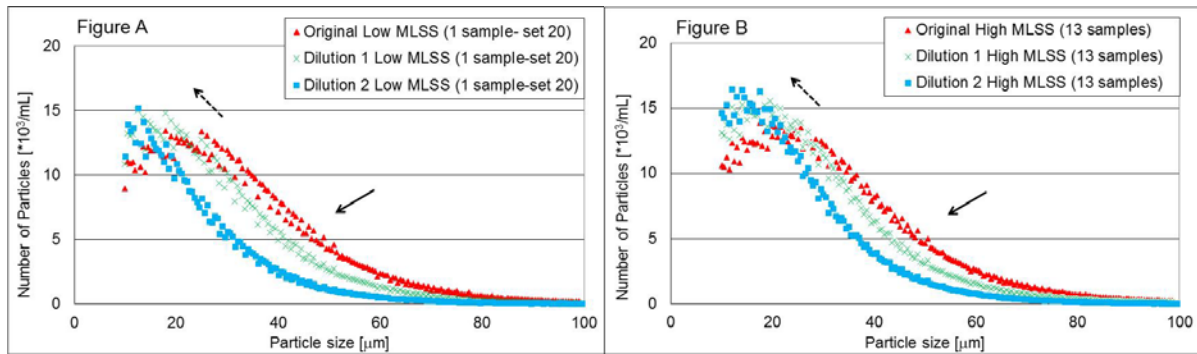 Figure A
Original Low MLSS (1 sample- set 20)
Dilution 1 Low MLSS (1 sample-set 20)
Dilution 2 Low MLSS (1 sample-set 20)
Number of Particles [*10³/mL]
20
15
10
5
0
0 20 40 60 80 100
Particle size [μm]
Figure B
Original High MLSS (13 samples)
Dilution 1 High MLSS (13 samples)
Dilution 2 High MLSS (13 samples)
Number of Particles [*10³/mL]
20
15
10
5
0
0 20 40 60 80 100
Particle size [μm]